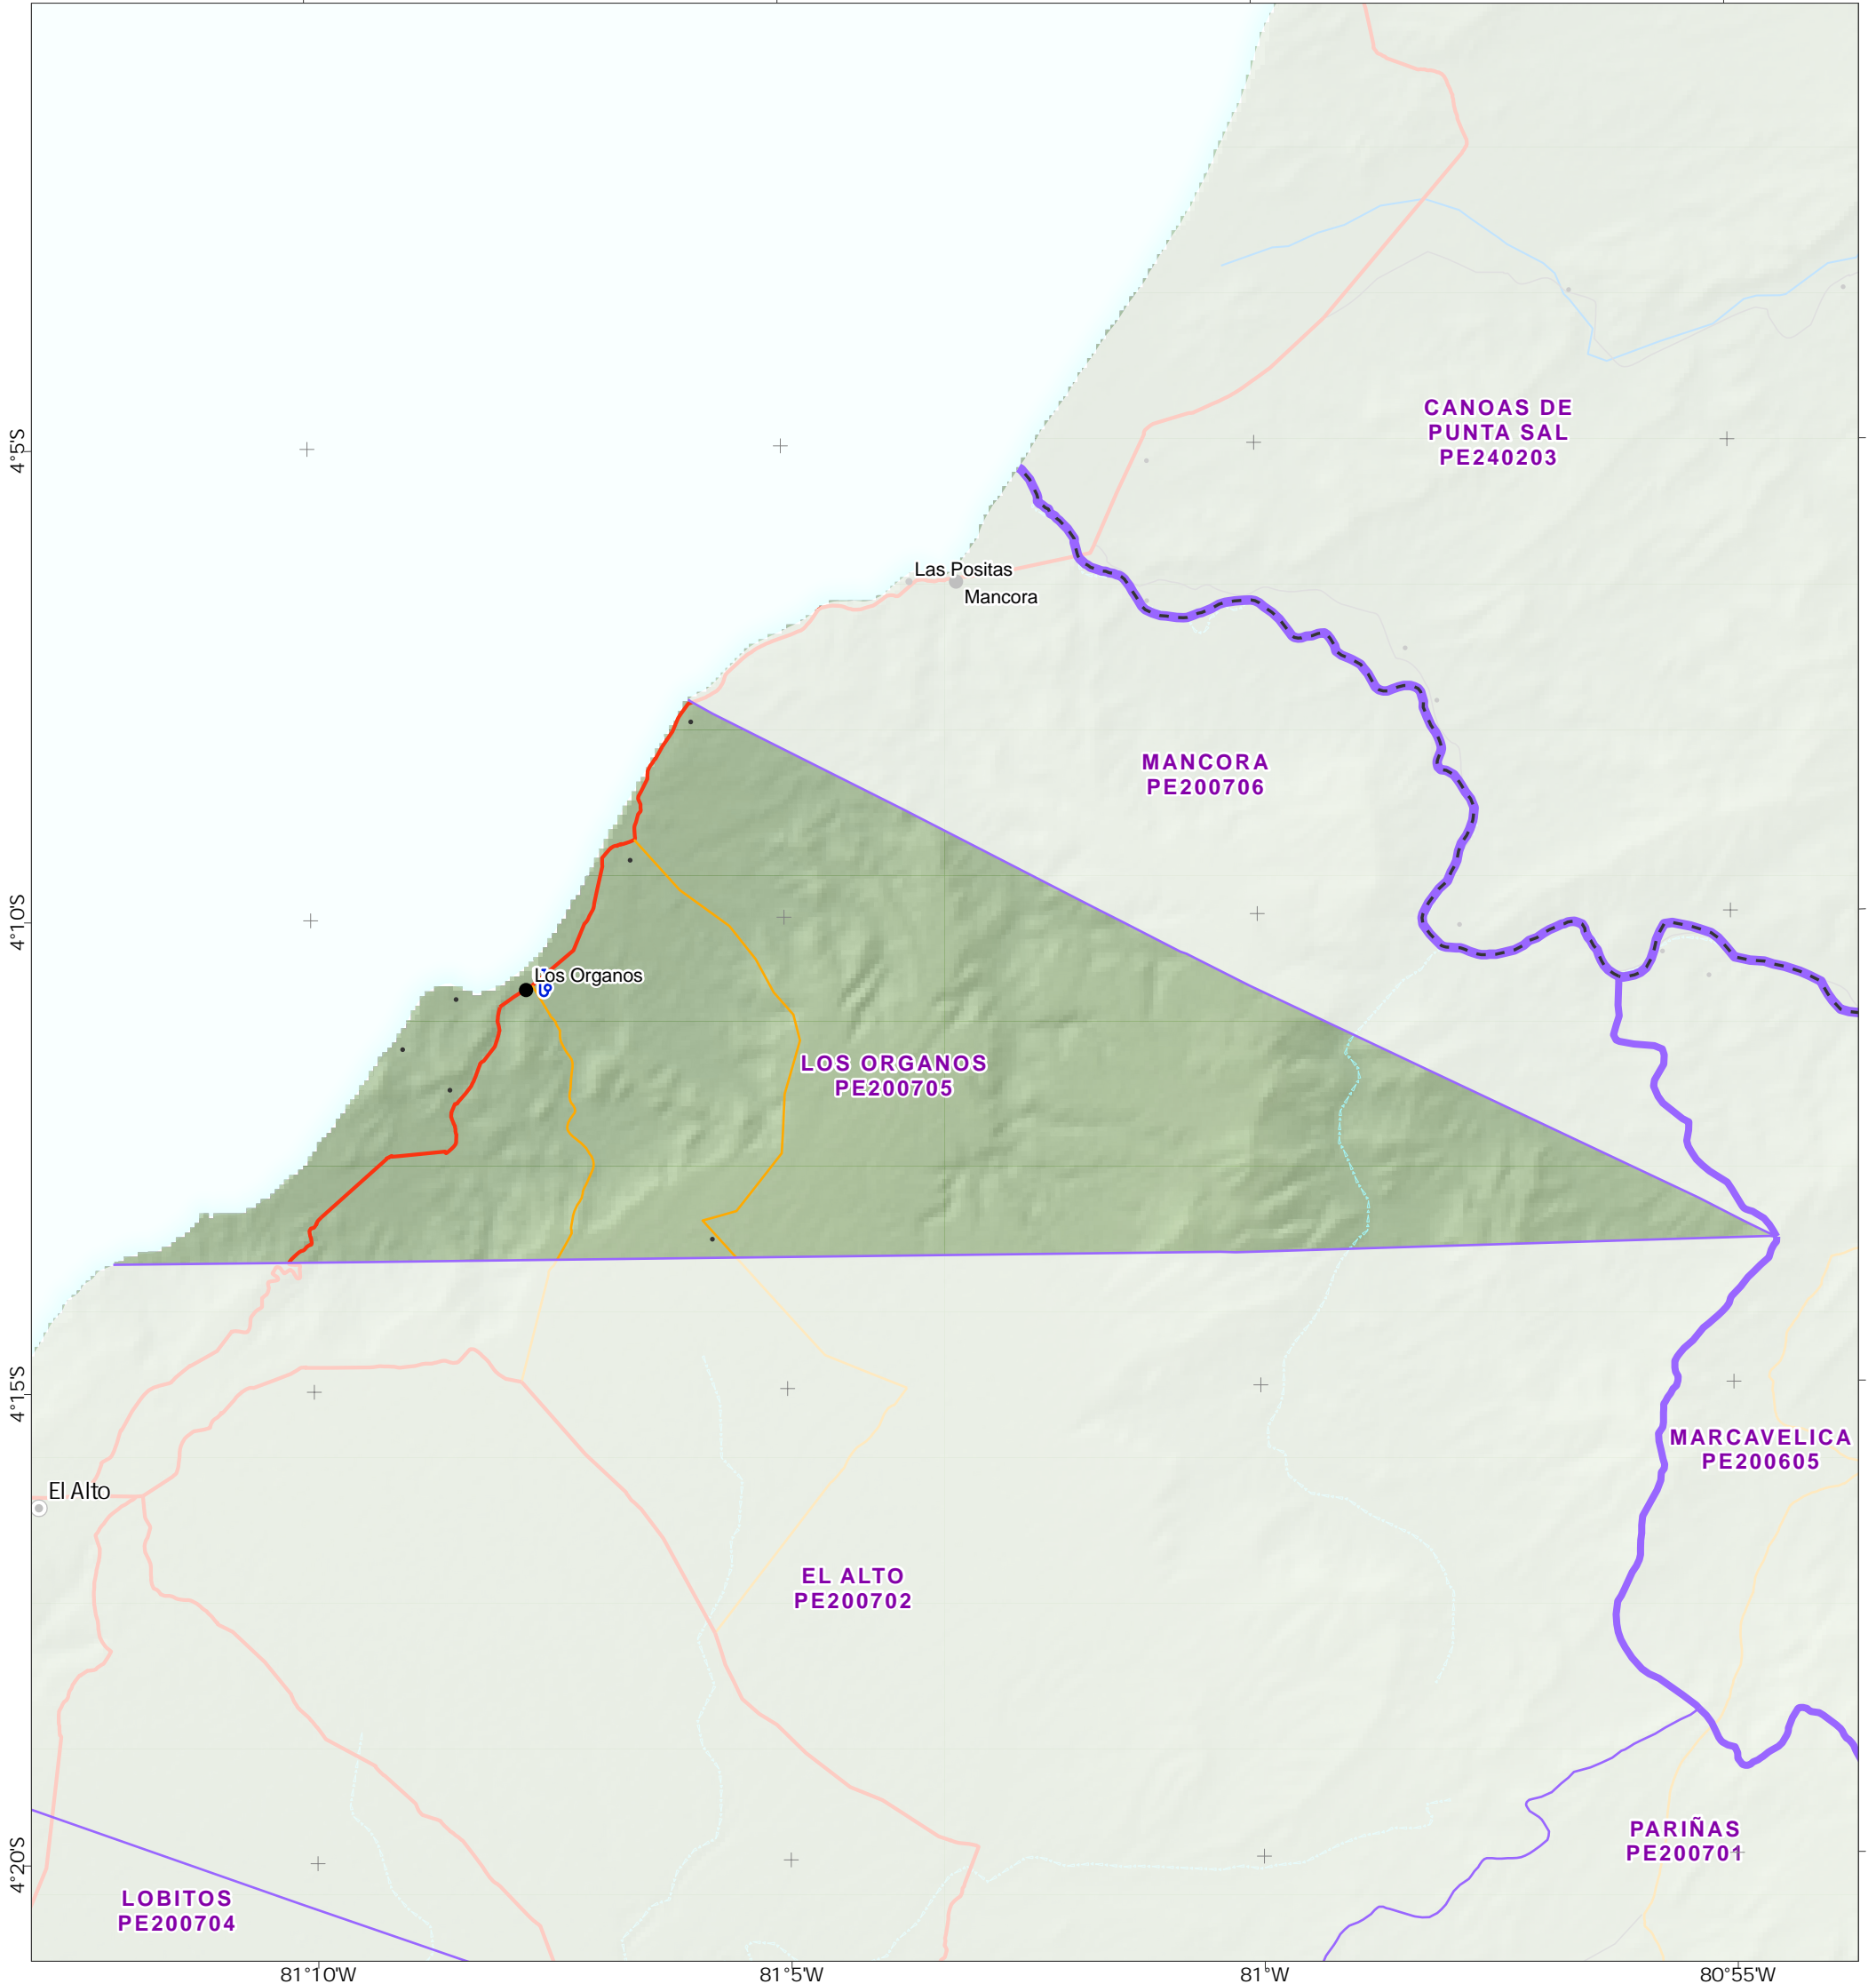 4°5'S
CANOAS DE
PUNTA SAL
PE240203
Las Positas
Mancora
MANCORA
PE200706
4°10'S
Los Organos
LOS ORGANOS
PE200705
4°15'S
MARCAVELICA
PE200605
El Alto
EL ALTO
PE200702
PARIÑAS
PE200701
4°20'S
LOBITOS
PE200704
81°10'W
81°5'W
81°W
80°55'W